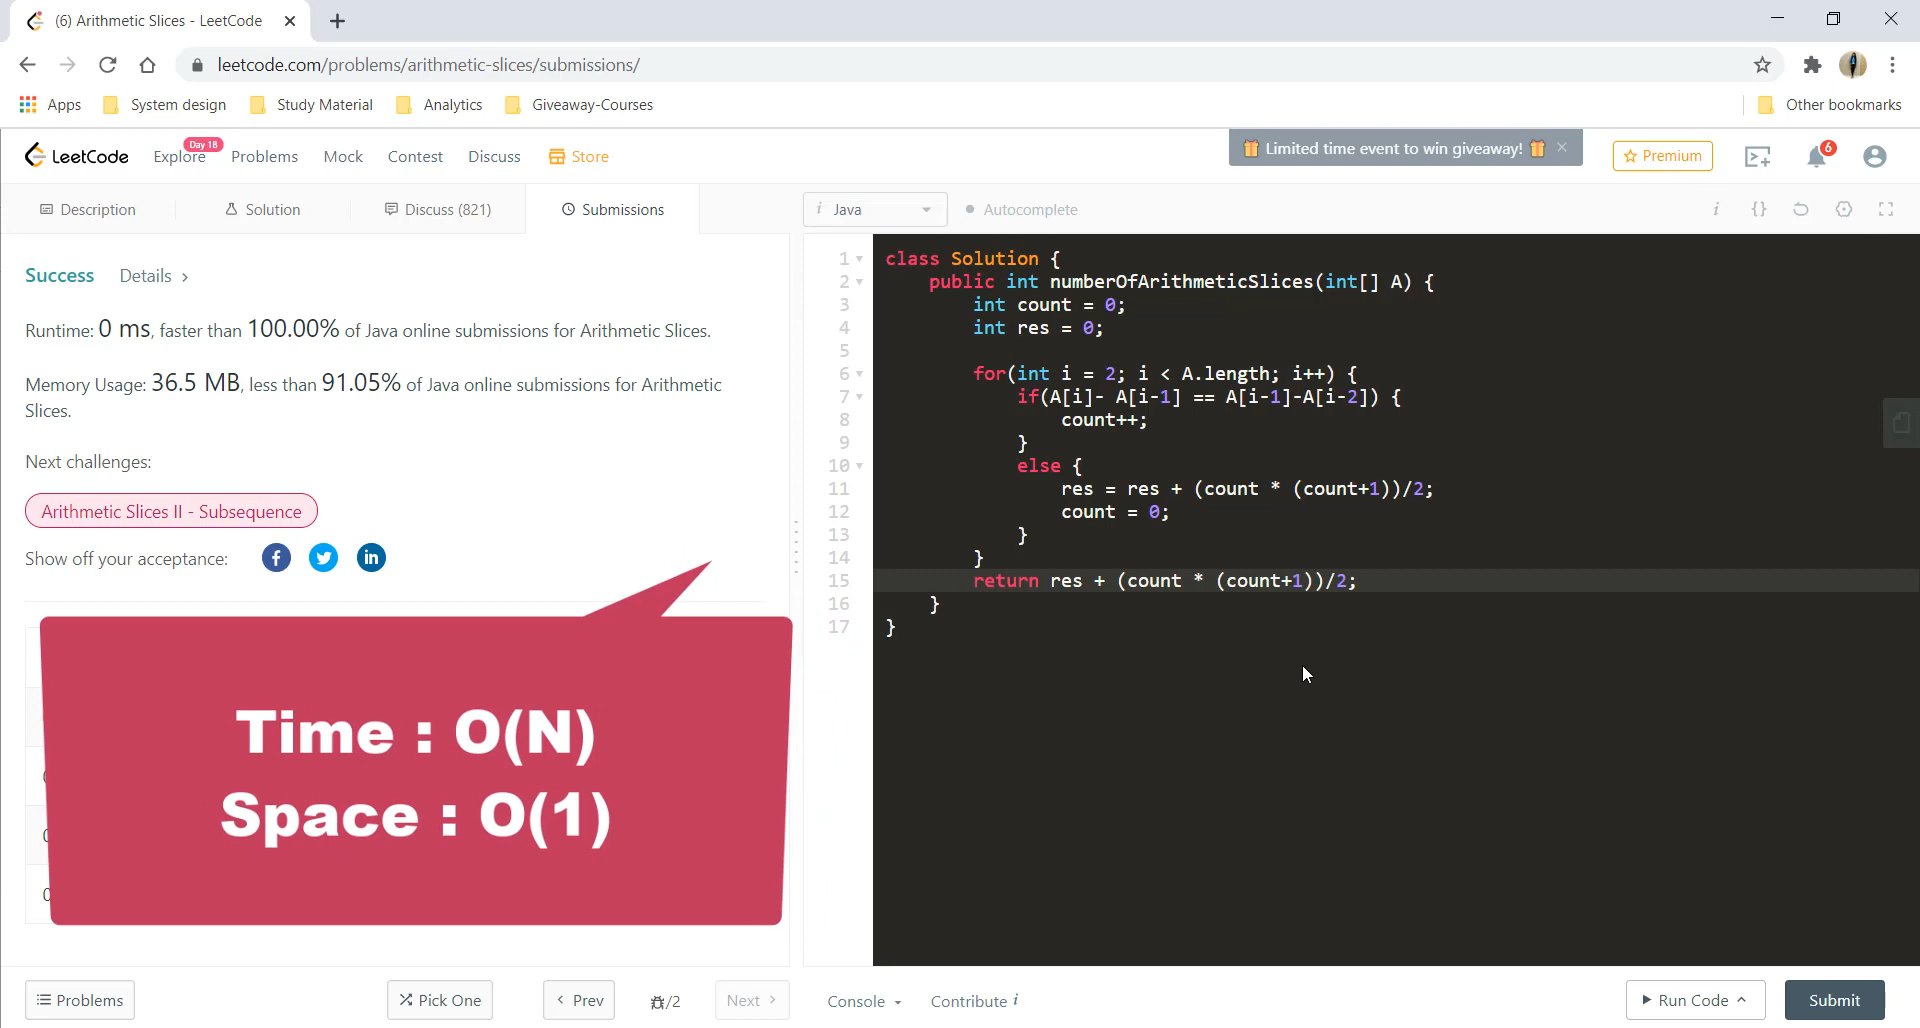 (6) Arithmetic Slices - LeetCode
leetcode.com/problems/arithmetic-slices/submissions/
Apps System design Study Material Analytics Giveaway-Courses Other bookmarks
LeetCode Explore Day 18 Problems Mock Contest Discuss Store Limited time event to win giveaway! Premium 6
Description Solution Discuss (821) Submissions
i Java Autocomplete i {}
Success Details >
Runtime: 0 ms, faster than 100.00% of Java online submissions for Arithmetic Slices.
Memory Usage: 36.5 MB, less than 91.05% of Java online submissions for Arithmetic
Slices.
Next challenges:
Arithmetic Slices II - Subsequence
Show off your acceptance:
Time : O(N)
Space : O(1)
1 class Solution {
2 public int numberOfArithmeticSlices(int[] A) {
3 int count = 0;
4 int res = 0;
5
6 for(int i = 2; i < A.length; i++) {
7 if(A[i]- A[i-1] == A[i-1]-A[i-2]) {
8 count++;
9 }
10 else {
11 res = res + (count * (count+1))/2;
12 count = 0;
13 }
14 }
15 return res + (count * (count+1))/2;
16 }
17 }
Problems Pick One < Prev /2 Next > Console Contribute i Run Code Submit